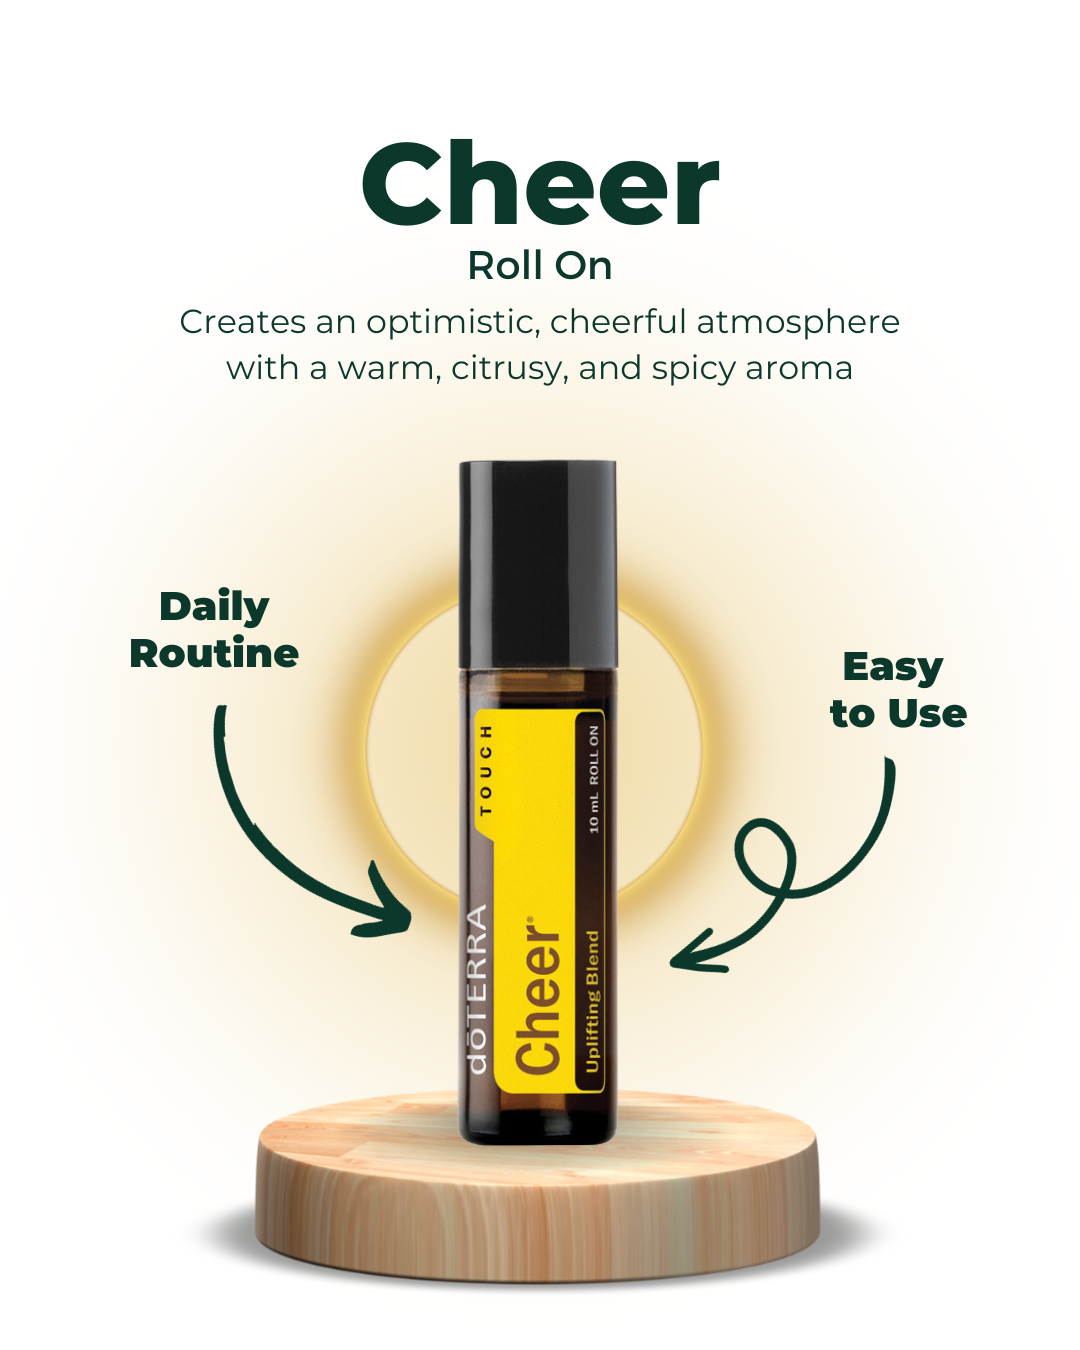 Cheer
Roll On
Creates an optimistic, cheerful atmosphere
with a warm, citrusy, and spicy aroma
Daily
Routine
Easy
to Use
dōTERRA
TOUCH
Cheer®
Uplifting Blend
10 mL ROLL ON